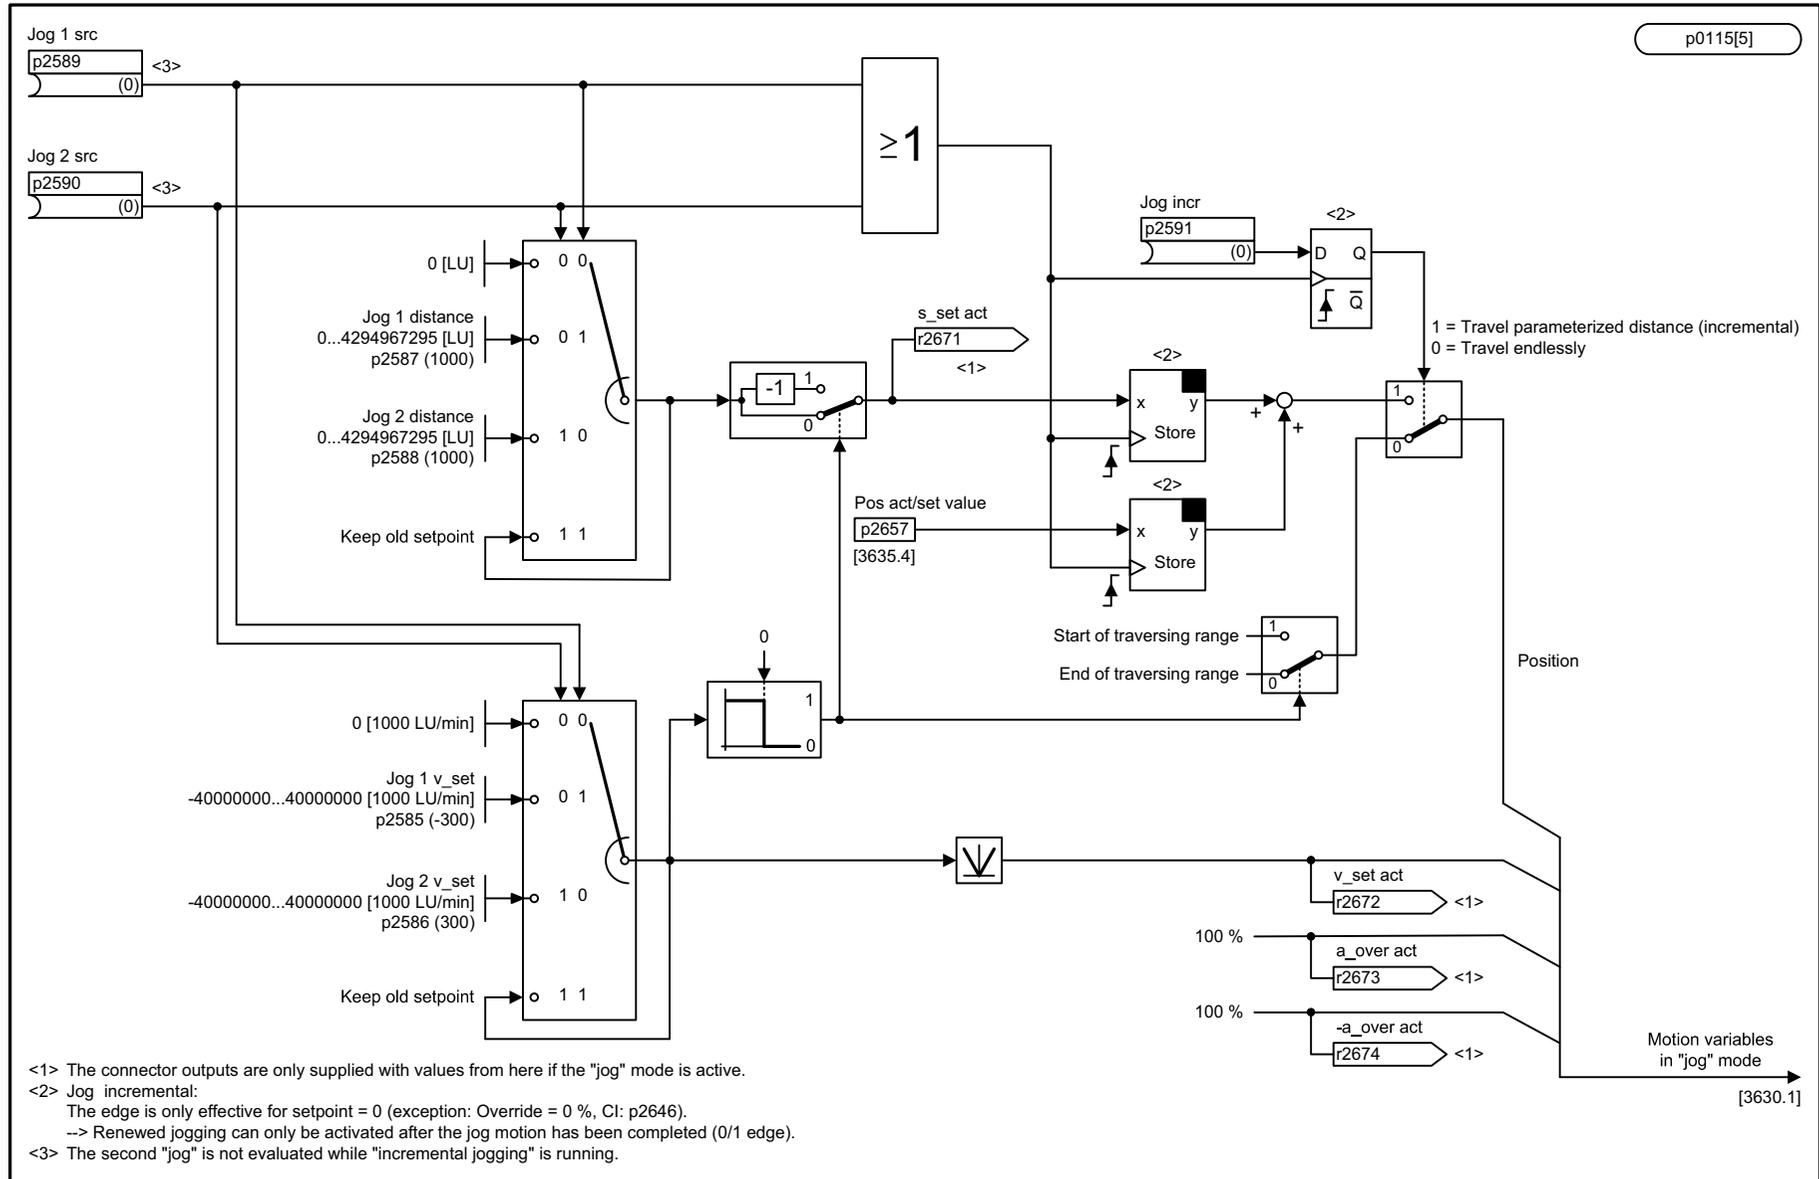 Jog 1 src
p0115[5]
p2589
<3>
(0)
Jog 2 src
p2590
<3>
(0)
≥1
Jog incr
p2591
(0)
<2>
D Q
Q̅
0 [LU]
0 0
Jog 1 distance
0...4294967295 [LU]
p2587 (1000)
0 1
Jog 2 distance
0...4294967295 [LU]
p2588 (1000)
1 0
Keep old setpoint
1 1
-1
1
0
s_set act
r2671
<1>
1 = Travel parameterized distance (incremental)
0 = Travel endlessly
<2>
x y
Store
+
+
1
0
Pos act/set value
p2657
[3635.4]
<2>
x y
Store
Start of traversing range
1
End of traversing range
0
Position
0
1
0
0 [1000 LU/min]
0 0
Jog 1 v_set
-40000000...40000000 [1000 LU/min]
p2585 (-300)
0 1
Jog 2 v_set
-40000000...40000000 [1000 LU/min]
p2586 (300)
1 0
Keep old setpoint
1 1
v_set act
r2672
<1>
100 %
a_over act
r2673
<1>
100 %
-a_over act
r2674
<1>
Motion variables
in "jog" mode
[3630.1]
<1> The connector outputs are only supplied with values from here if the "jog" mode is active.
<2> Jog incremental:
The edge is only effective for setpoint = 0 (exception: Override = 0 %, CI: p2646).
--> Renewed jogging can only be activated after the jog motion has been completed (0/1 edge).
<3> The second "jog" is not evaluated while "incremental jogging" is running.